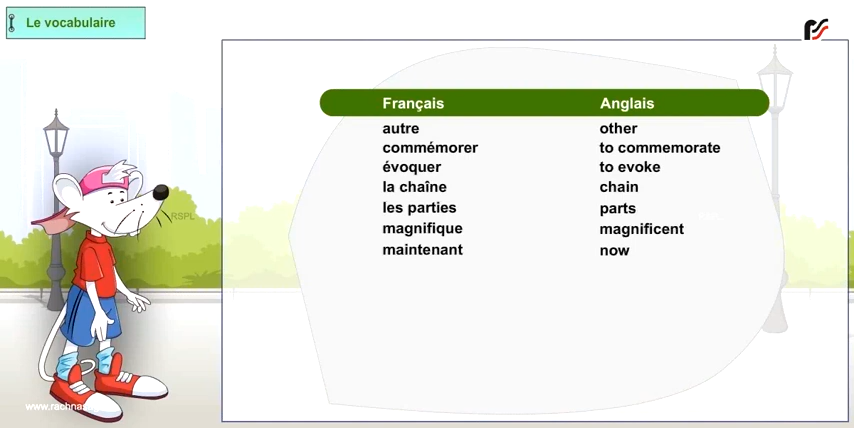 Le vocabulaire
Français Anglais
autre other
commémorer to commemorate
évoquer to evoke
la chaîne chain
les parties parts
magnifique magnificent
maintenant now
RSPL